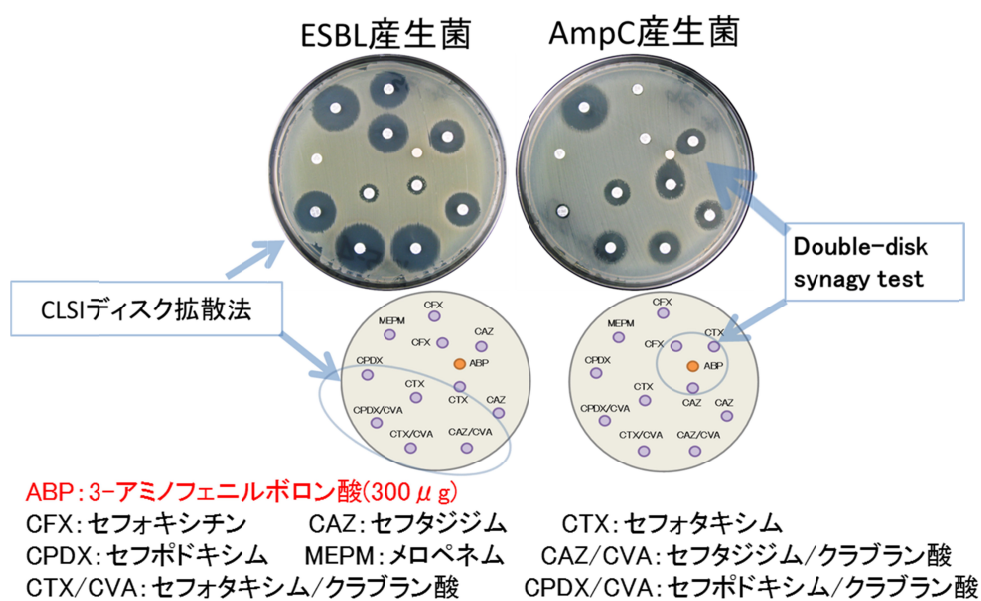 ESBL産生菌
AmpC産生菌
CLSIディスク拡散法
Double-disk
synagy test
CFX
MEPM
CFX
CAZ
CPDX
ABP
CTX
CTX
CAZ
CPDX/CVA
CTX/CVA
CAZ/CVA
CFX
MEPM
CTX
CFX
CPDX
ABP
CTX
CAZ
CAZ
CPDX/CVA
CTX/CVA
CAZ/CVA
ABP:3-アミノフェニルボロン酸(300μg)
CFX:セフォキシチン CAZ:セフタジジム CTX:セフォタキシム
CPDX:セフポドキシム MEPM:メロペネム CAZ/CVA:セフタジジム/クラブラン酸
CTX/CVA:セフォタキシム/クラブラン酸 CPDX/CVA:セフポドキシム/クラブラン酸